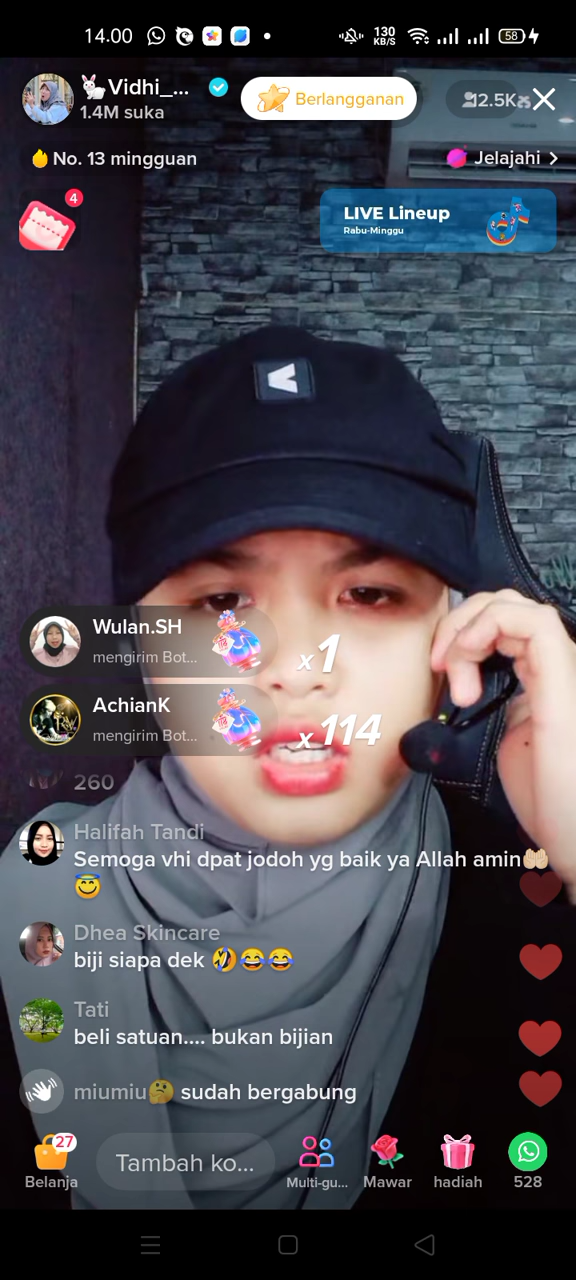 14.00
130
KB/S
58
Vidhi_...
1.4M suka
Berlangganan
2.5K
No. 13 mingguan
Jelajahi >
4
LIVE Lineup
Rabu-Minggu
Wulan.SH
mengirim Bot...
x1
AchianK
mengirim Bot...
x114
260
Halifah Tandi
Semoga vhi dpat jodoh yg baik ya Allah amin🤲🏻
😇
Dhea Skincare
biji siapa dek 🤣😂😂
Tati
beli satuan.... bukan bijian
miumiu🤔 sudah bergabung
27
Tambah ko...
Belanja
Multi-gu...
Mawar
hadiah
528